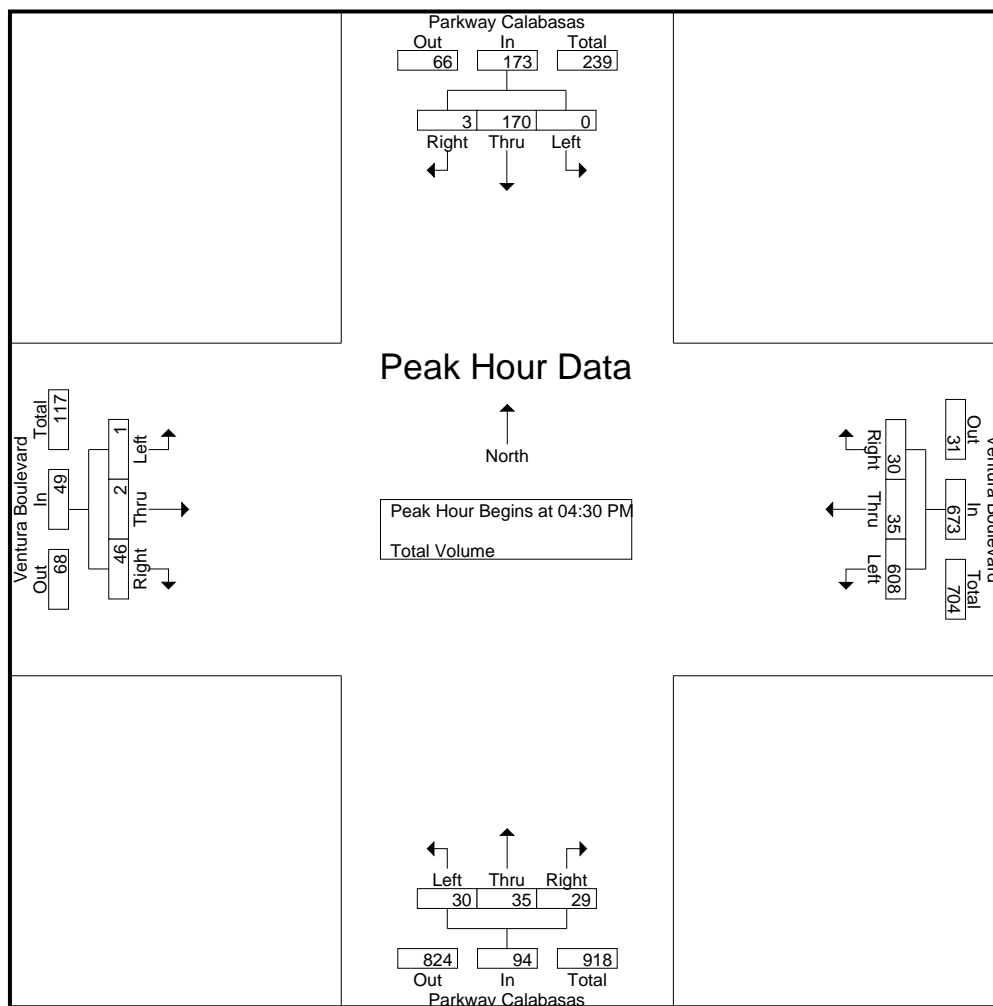 Parkway Calabasas
Out In Total
66 173 239
3 170 0
Right Thru Left
Peak Hour Data
North
Peak Hour Begins at 04:30 PM
Total Volume
Ventura Boulevard
Out In Total
68 49 117
46 2 1
Right Thru Left
Ventura Boulevard
Out In Total
31 673 704
30 35 608
Right Thru Left
Left Thru Right
30 35 29
824 94 918
Out In Total
Parkway Calabasas